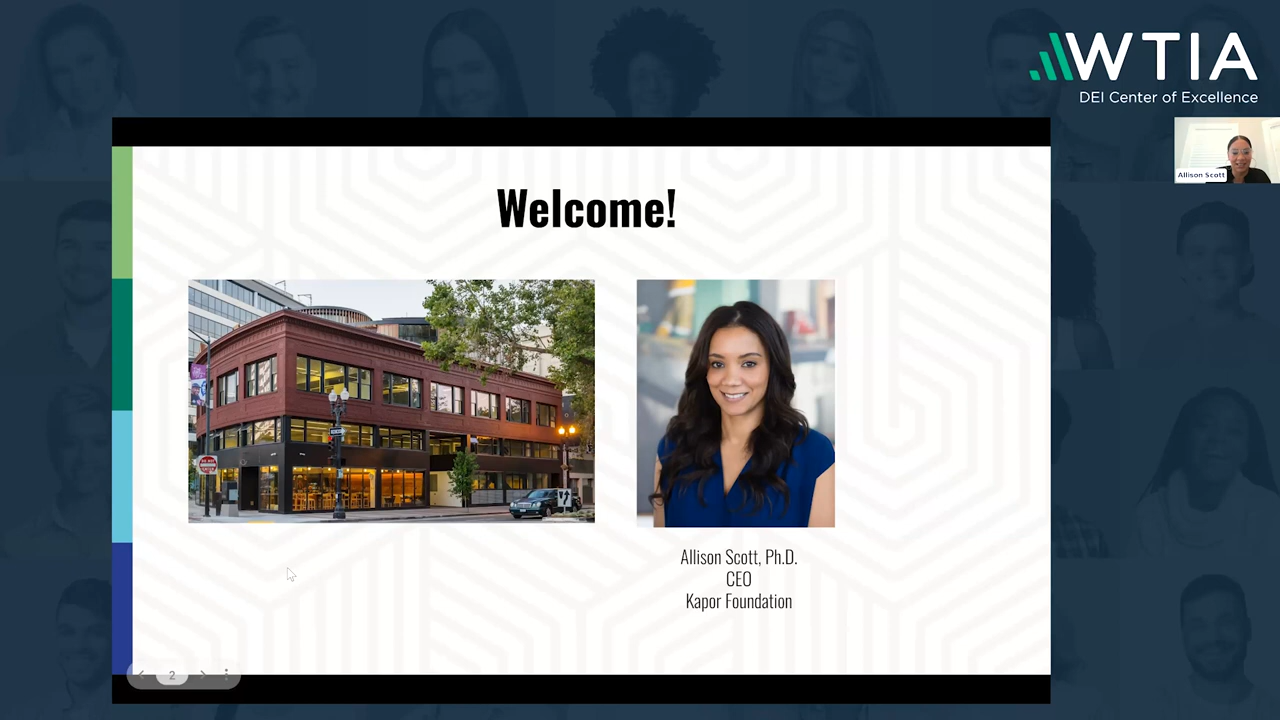 WTIA
DEI Center of Excellence
Allison Scott
Welcome!
Allison Scott, Ph.D.
CEO
Kapor Foundation
2